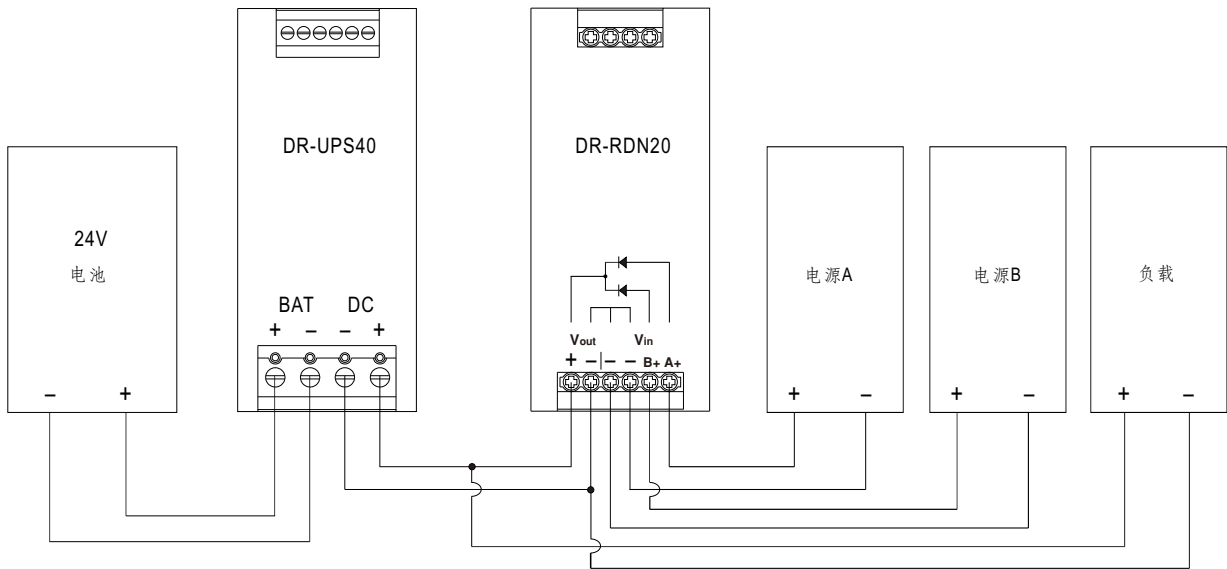 DR-UPS40
DR-RDN20
24V
电池
电源A
电源B
负载
BAT DC
+ − − +
Vout Vin
+ −|− − B+ A+
− +
+ −
+ −
+ −